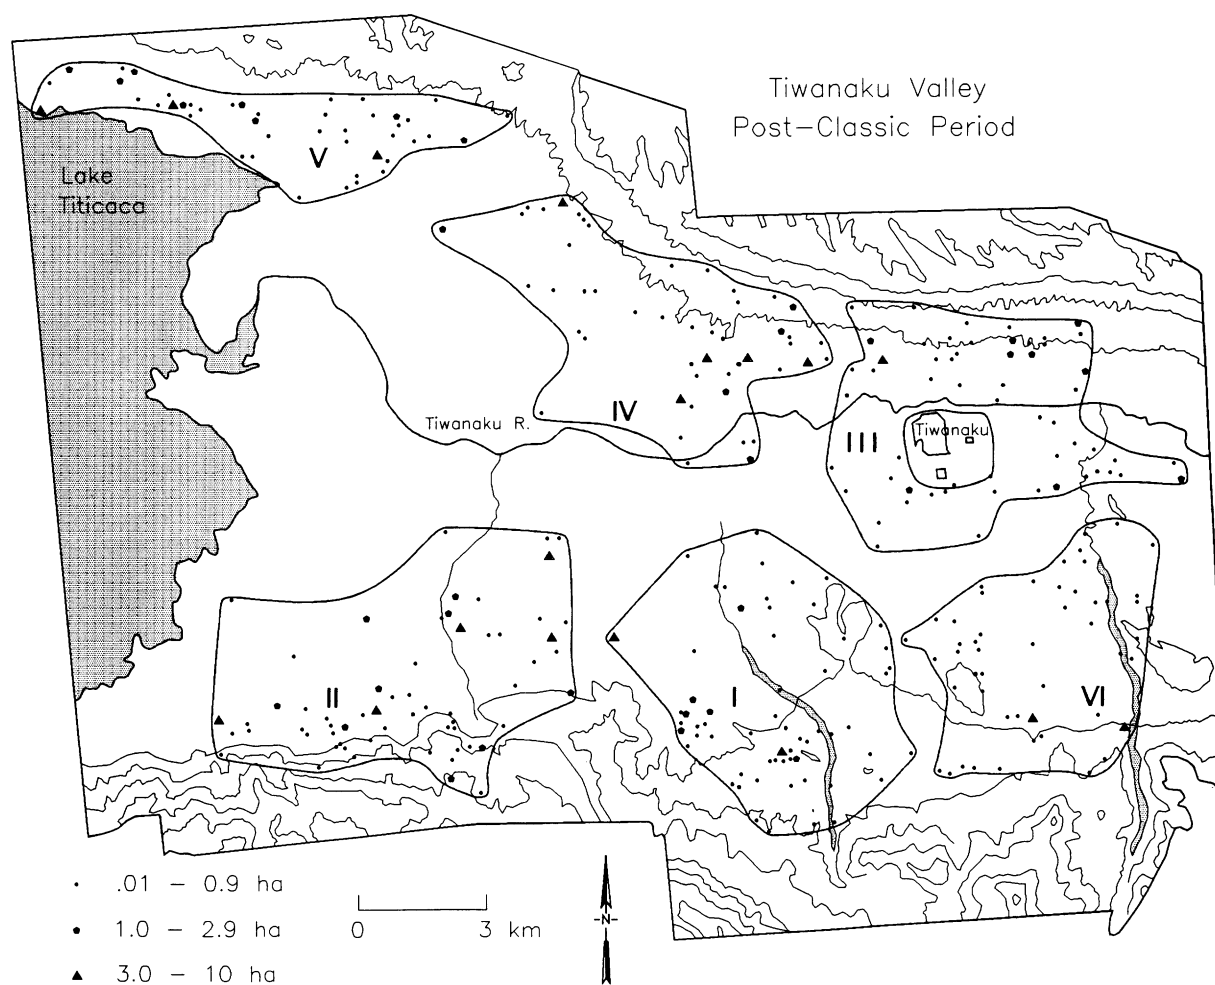 Tiwanaku Valley
Post-Classic Period
V
Lake
Titicaca
IV
Tiwanaku R.
Tiwanaku
III
II
I
VI
.01 - 0.9 ha
1.0 - 2.9 ha
3.0 - 10 ha
0 3 km
N